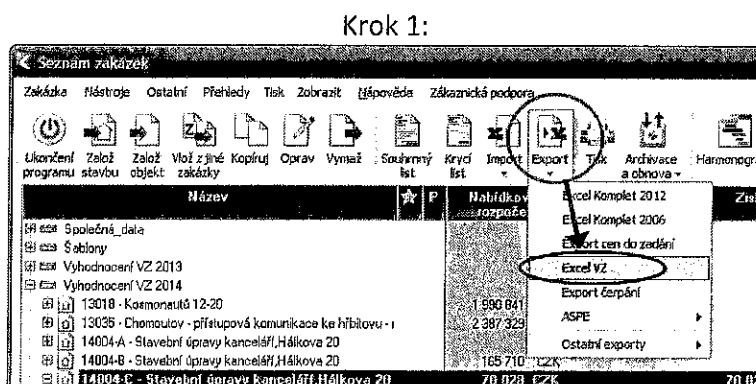 Krok 1:
Seznam zakázek
Zakázka Nástroje Ostatní Přehledy Tisk Zobrazit Nápověda Zákaznická podpora
Ukončení programu Založ stavbu Založ objekt Vlož z jiné zakázky Kopíruj Oprav Vymaž Souhrnný list Krycí list Import Export Tisk Archivace a obnova Harmonogra
Název P Nabídkov rozpoče Zis
Excel Komplet 2012
Excel Komplet 2006
Export cen do zadání
Excel VZ
Export čerpání
ASPE
Ostatní exporty
Společná_data
Šablony
Vyhodnocení VZ 2013
Vyhodnocení VZ 2014
13018 - Kosmonautů 12-20 1 990 841
13035 - Chomoutov - přístupová komunikace ke hřbitovu - 2 387 329
14004-A - Stavební úpravy kanceláří,Hálkova 20
14004-B - Stavební úpravy kanceláří,Hálkova 20 165 710 CZK
14004-C - Stavební úpravy kanceláří,Hálkova 20 70 028 CZK